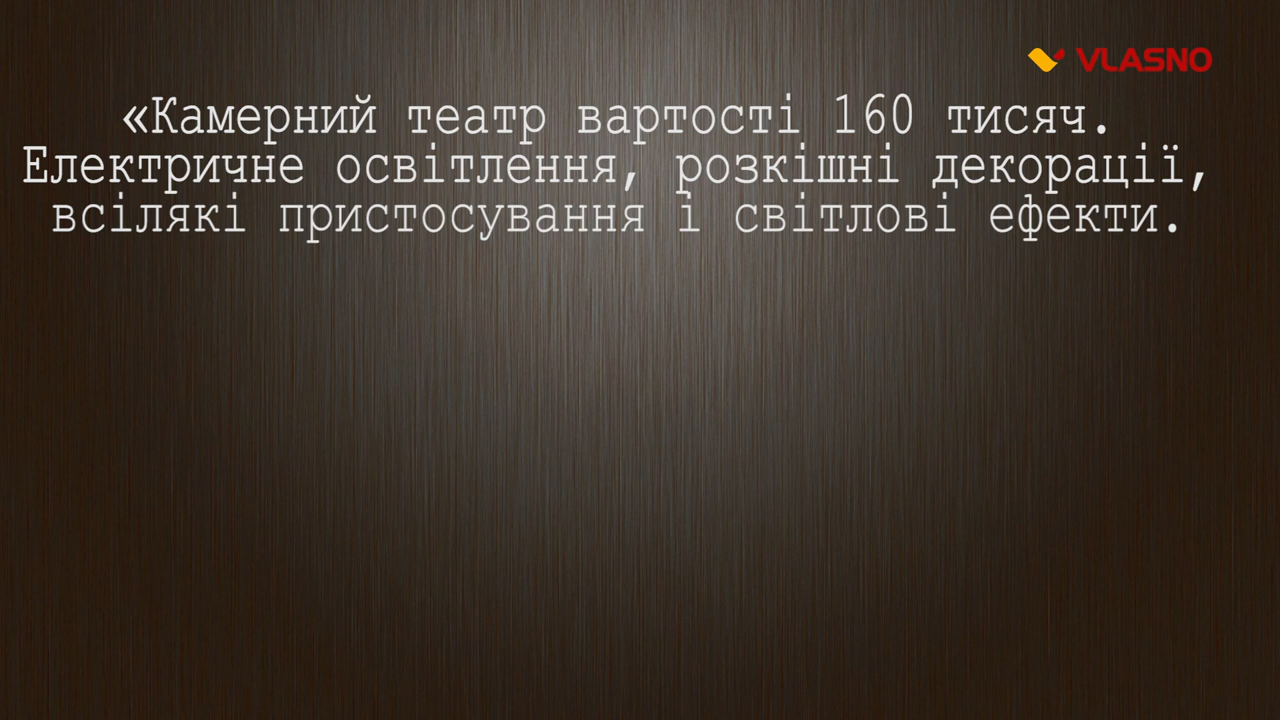 VLASNO
«Камерний театр вартості 160 тисяч.
Електричне освітлення, розкішні декорації,
всілякі пристосування і світлові ефекти.